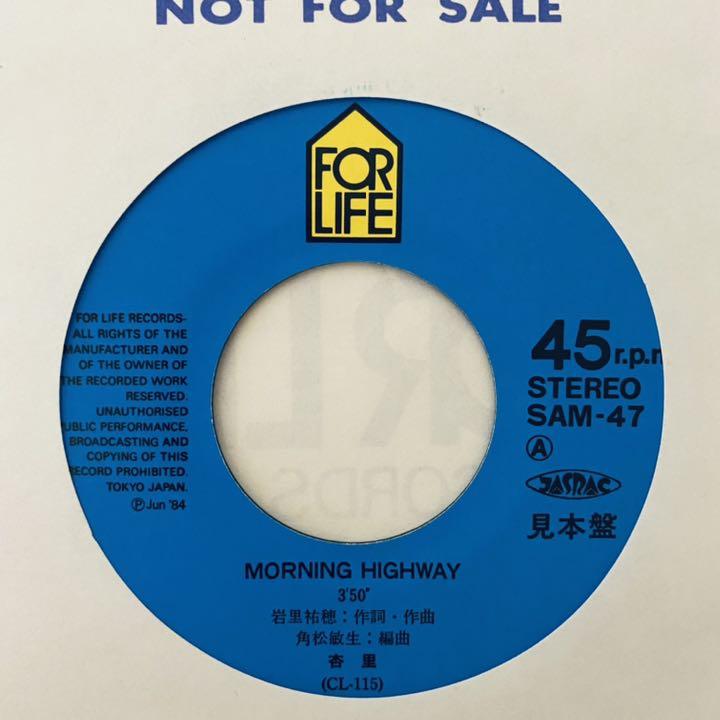 NOT FOR SALE
FOR
LIFE
FOR LIFE RECORDS-
ALL RIGHTS OF THE
MANUFACTURER AND
OF THE OWNER OF
THE RECORDED WORK
RESERVED.
UNAUTHORISED
PUBLIC PERFORMANCE,
BROADCASTING AND
COPYING OF THIS
RECORD PROHIBITED.
TOKYO JAPAN.
Ⓟ Jun '84
45 r.p.m
STEREO
SAM-47
Ⓐ
JASRAC
見本盤
MORNING HIGHWAY
3'50"
岩里祐穂:作詞・作曲
角松敏生:編曲
杏里
(CL-115)